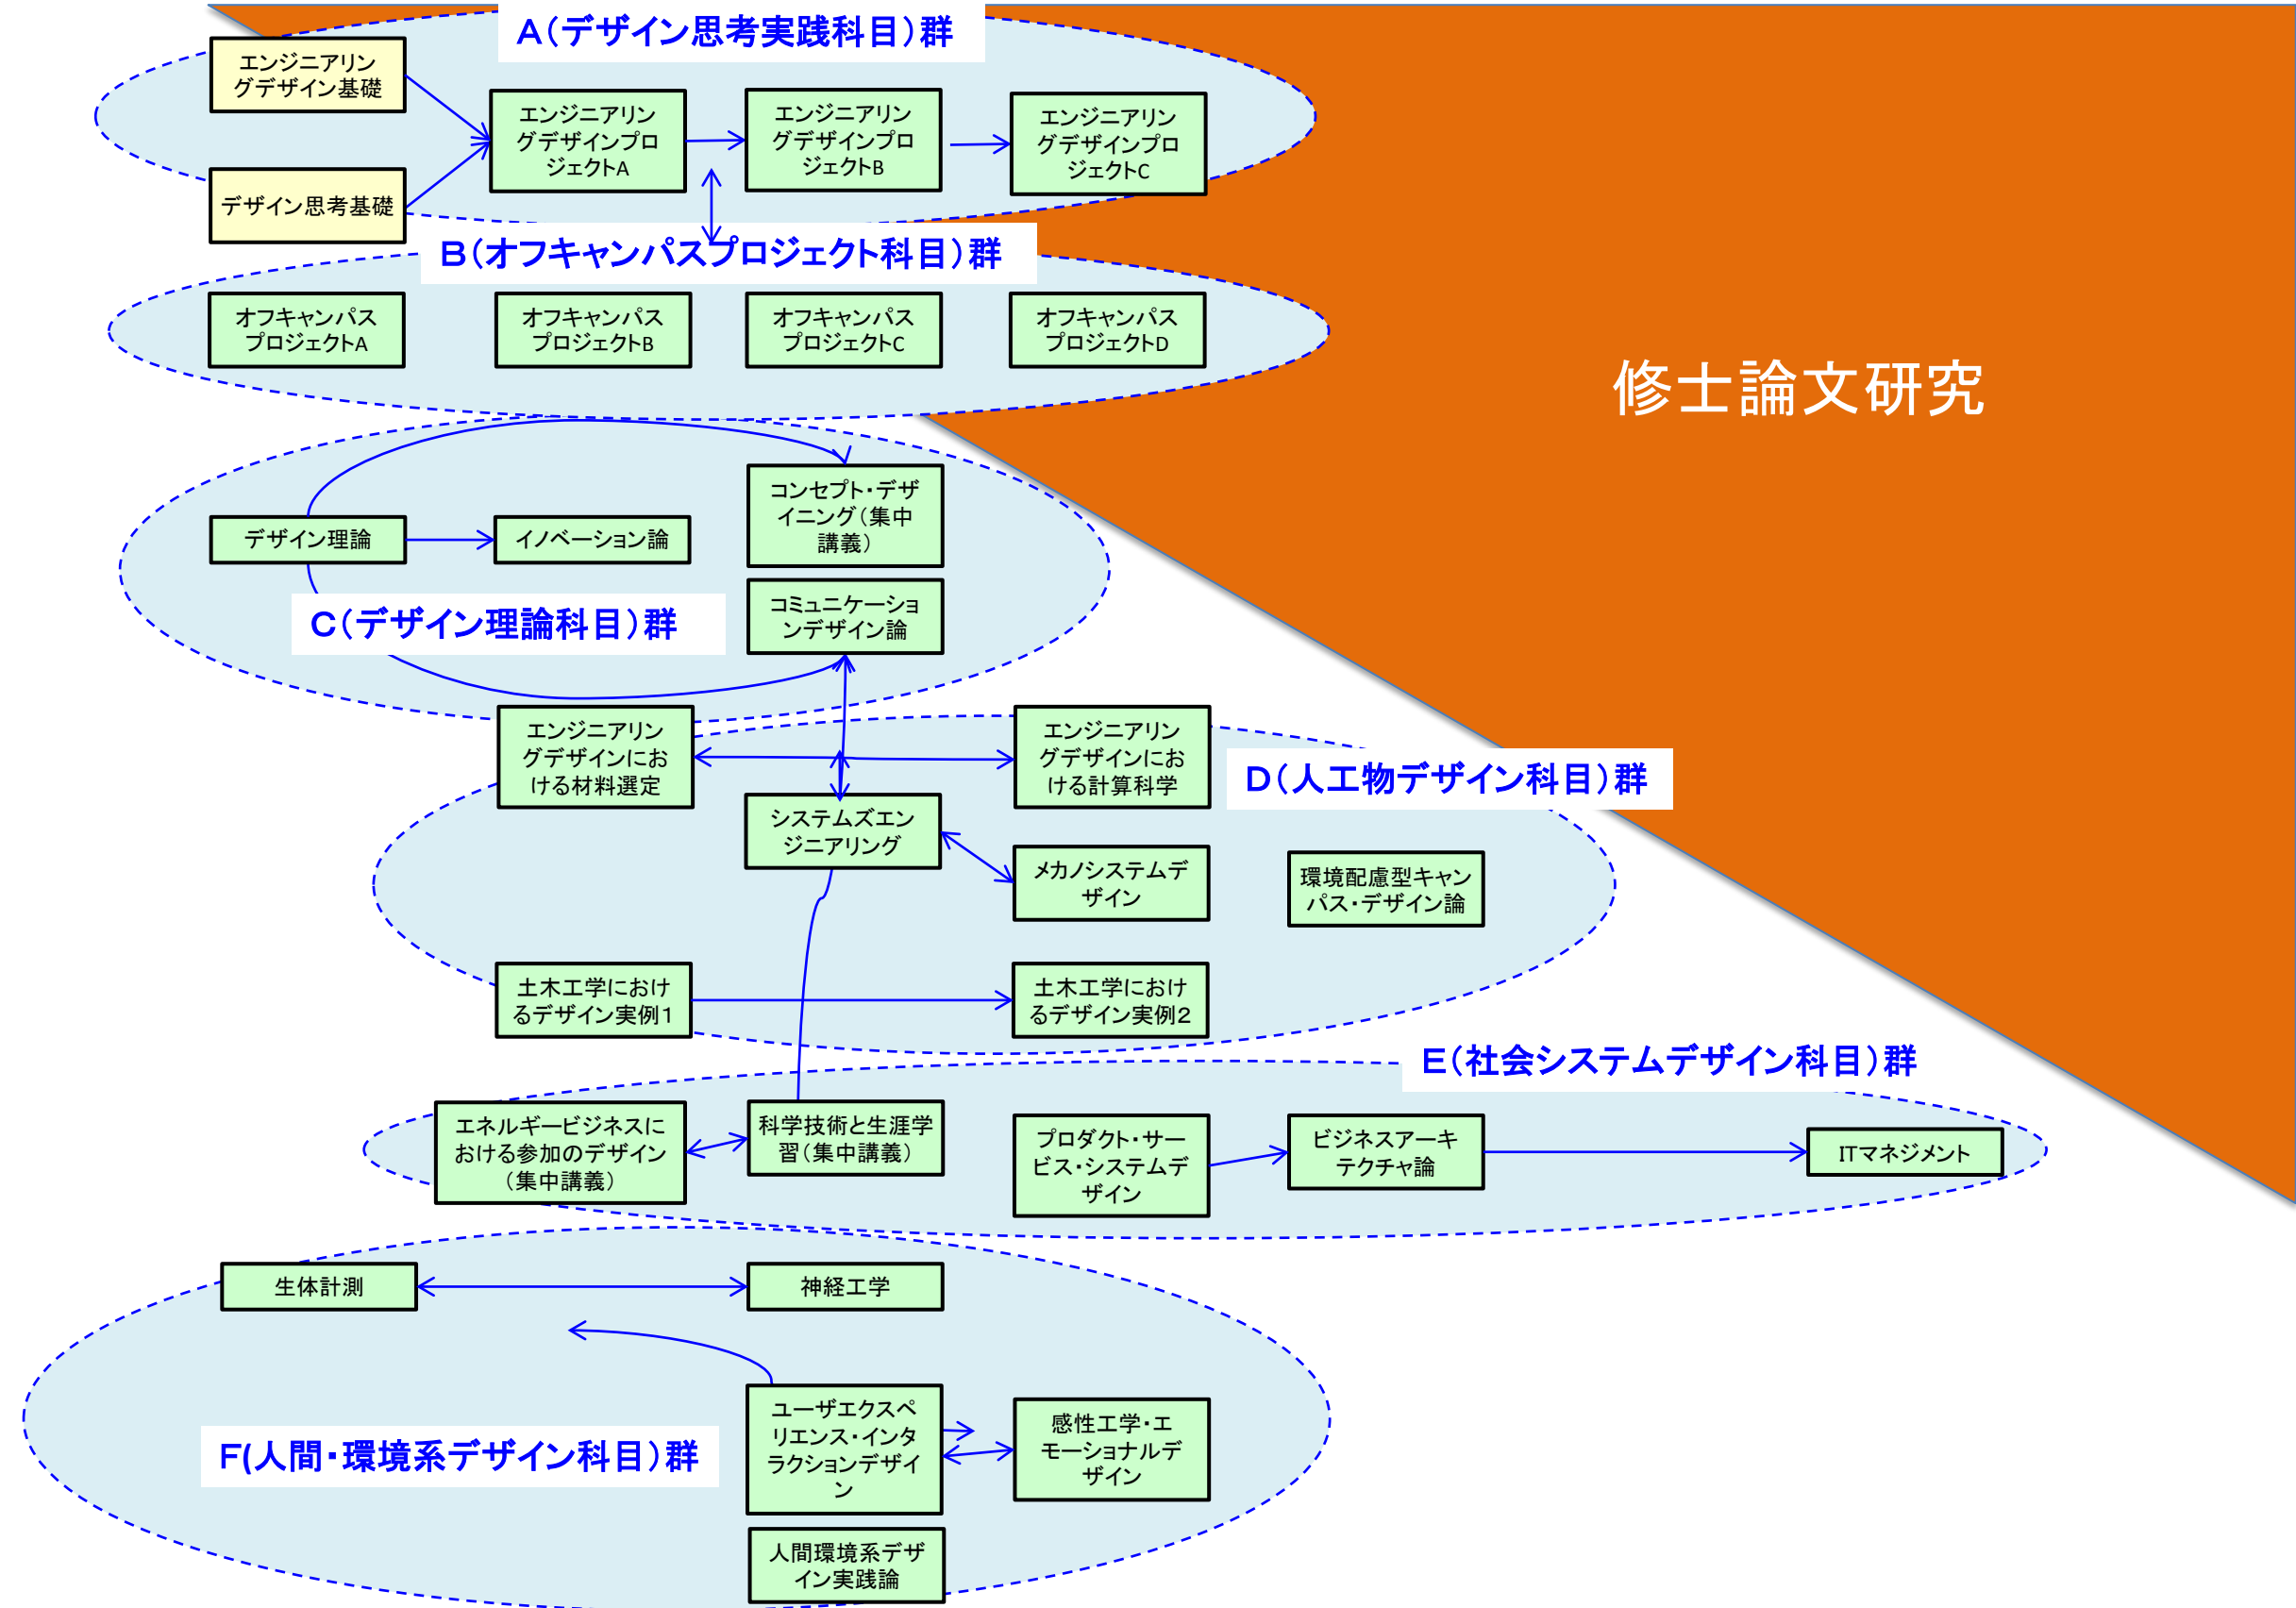 A（デザイン思考実践科目）群
エンジニアリン
グデザイン基礎
エンジニアリン
グデザインプロ
ジェクトA
エンジニアリン
グデザインプロ
ジェクトB
エンジニアリン
グデザインプロ
ジェクトC
デザイン思考基礎
B（オフキャンパスプロジェクト科目）群
オフキャンパス
プロジェクトA
オフキャンパス
プロジェクトB
オフキャンパス
プロジェクトC
オフキャンパス
プロジェクトD
修士論文研究
コンセプト・デザ
イニング（集中
講義）
デザイン理論
イノベーション論
コミュニケーショ
ンデザイン論
C（デザイン理論科目）群
エンジニアリン
グデザインにお
ける材料選定
エンジニアリン
グデザインにお
ける計算科学
D（人工物デザイン科目）群
システムズエン
ジニアリング
メカノシステムデ
ザイン
環境配慮型キャン
パス・デザイン論
土木工学におけ
るデザイン実例１
土木工学におけ
るデザイン実例２
E（社会システムデザイン科目）群
エネルギービジネスに
おける参加のデザイン
（集中講義）
科学技術と生涯学
習（集中講義）
プロダクト・サー
ビス・システムデ
ザイン
ビジネスアーキ
テクチャ論
ITマネジメント
生体計測
神経工学
ユーザエクスペ
リエンス・インタ
ラクションデザイ
ン
感性工学・エ
モーショナルデ
ザイン
F(人間・環境系デザイン科目）群
人間環境系デザ
イン実践論